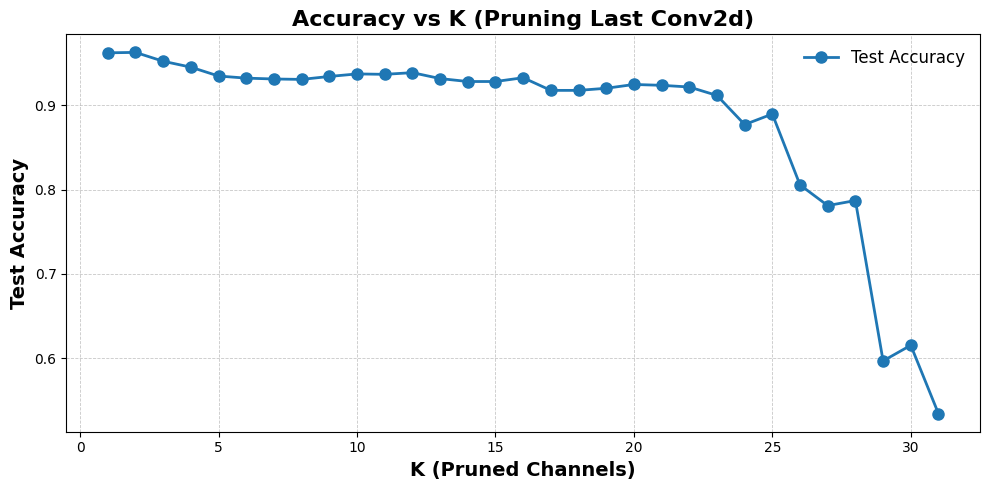 Accuracy vs K (Pruning Last Conv2d)
Test Accuracy
Test Accuracy
0.9
0.8
0.7
0.6
0
5
10
15
20
25
30
K (Pruned Channels)